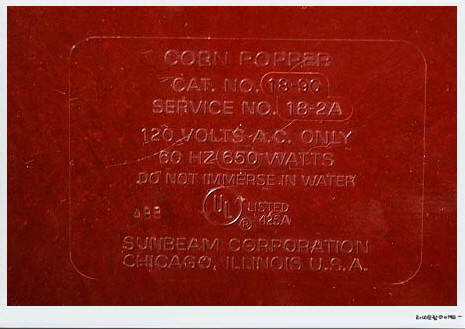 CORN POPPER
CAT. NO. 18-90
SERVICE NO. 18-2A
120 VOLTS A.C. ONLY
60 HZ 650 WATTS
DO NOT IMMERSE IN WATER
493
UL ® LISTED
425A
SUNBEAM CORPORATION
CHICAGO, ILLINOIS U.S.A.